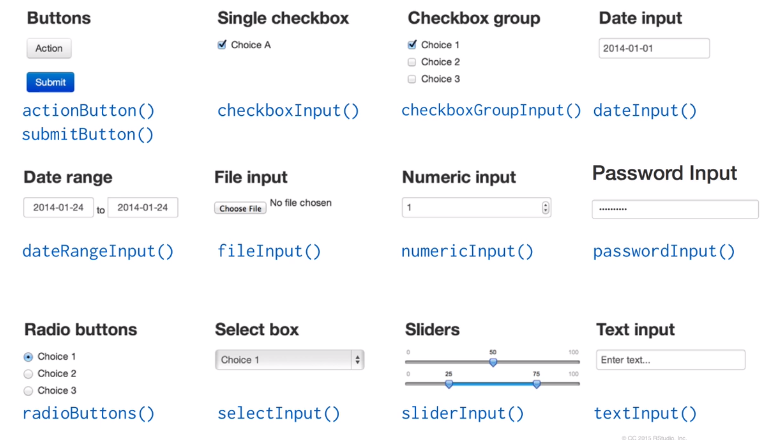 Buttons
Action
Submit
actionButton()
submitButton()
Single checkbox
Choice A
checkboxInput()
Checkbox group
Choice 1
Choice 2
Choice 3
checkboxGroupInput()
Date input
2014-01-01
dateInput()
Date range
2014-01-24 to 2014-01-24
dateRangeInput()
File input
Choose File No file chosen
fileInput()
Numeric input
1
numericInput()
Password Input
••••••••••
passwordInput()
Radio buttons
Choice 1
Choice 2
Choice 3
radioButtons()
Select box
Choice 1
selectInput()
Sliders
0 50 100
0 25 75 100
sliderInput()
Text input
Enter text...
textInput()
© CC 2015 RStudio, Inc.